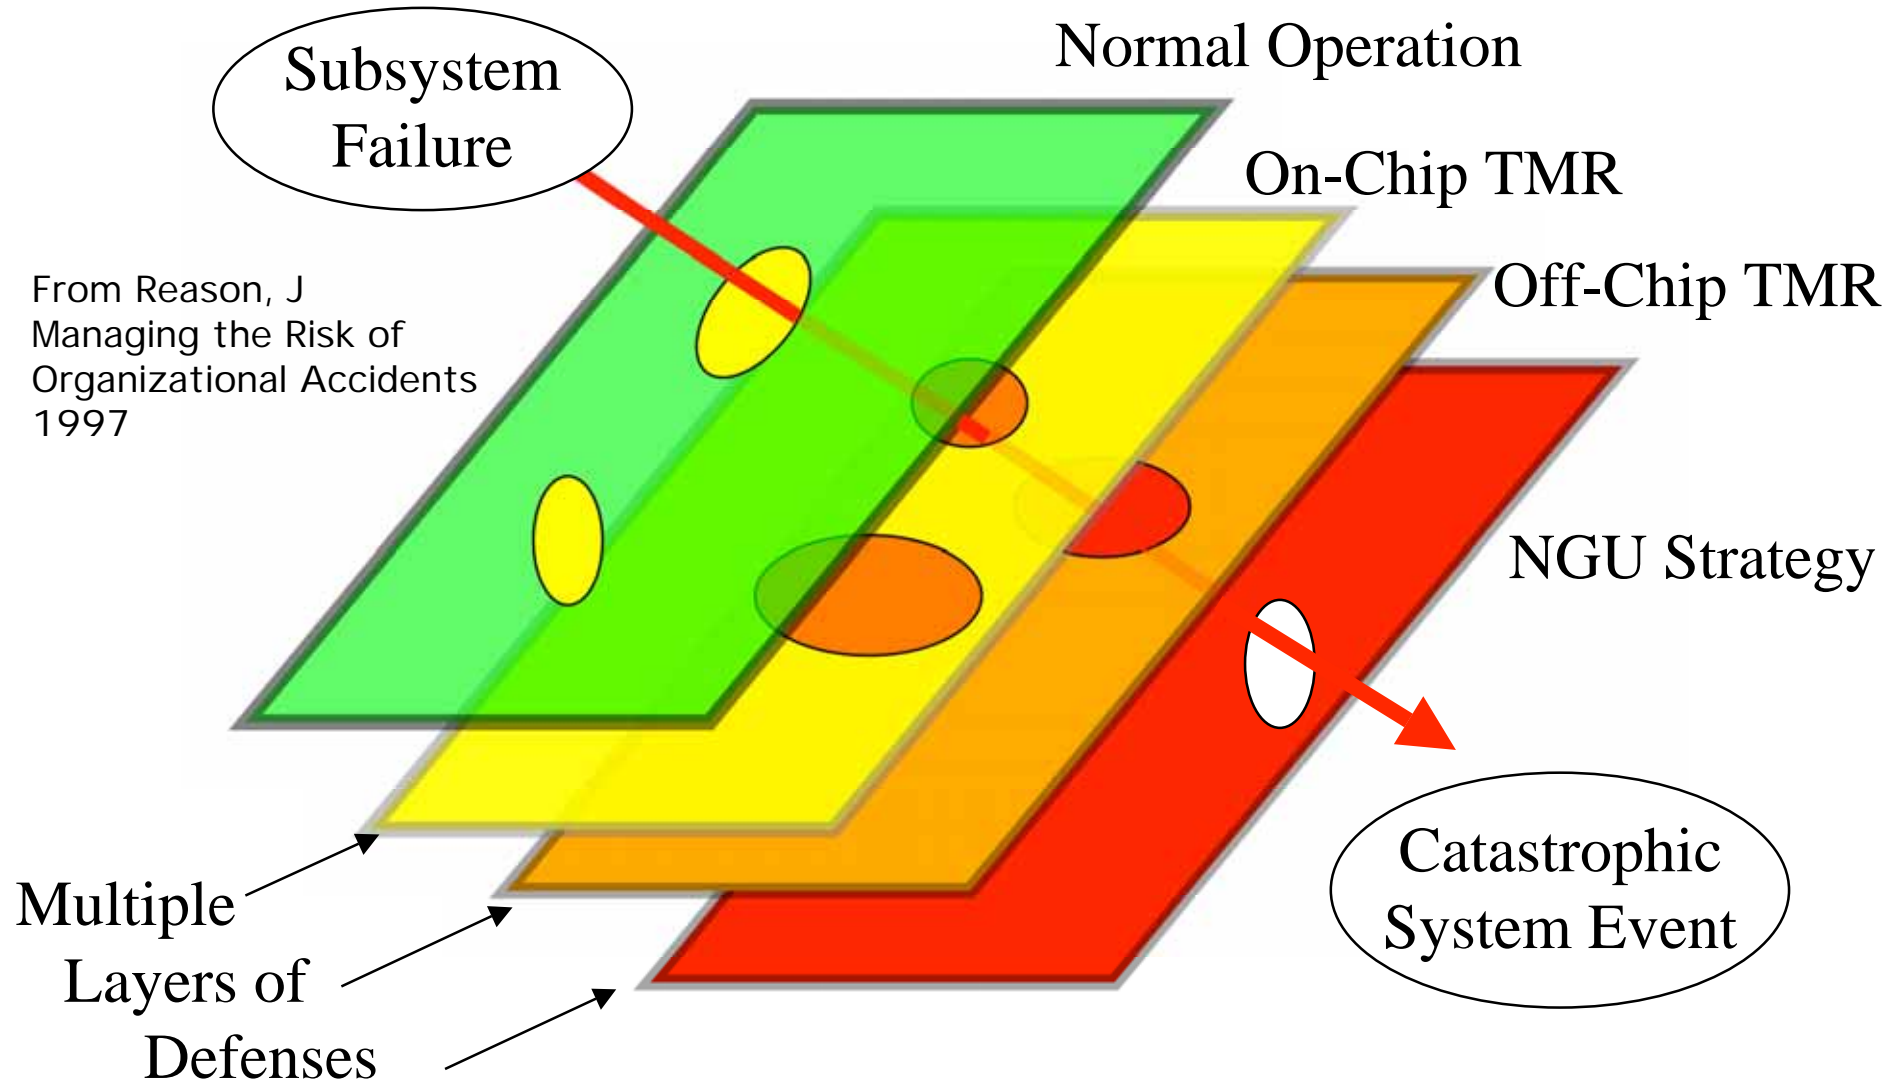 Subsystem
Failure
Normal Operation
On-Chip TMR
Off-Chip TMR
From Reason, J
Managing the Risk of
Organizational Accidents
1997
NGU Strategy
Catastrophic
System Event
Multiple
Layers of
Defenses